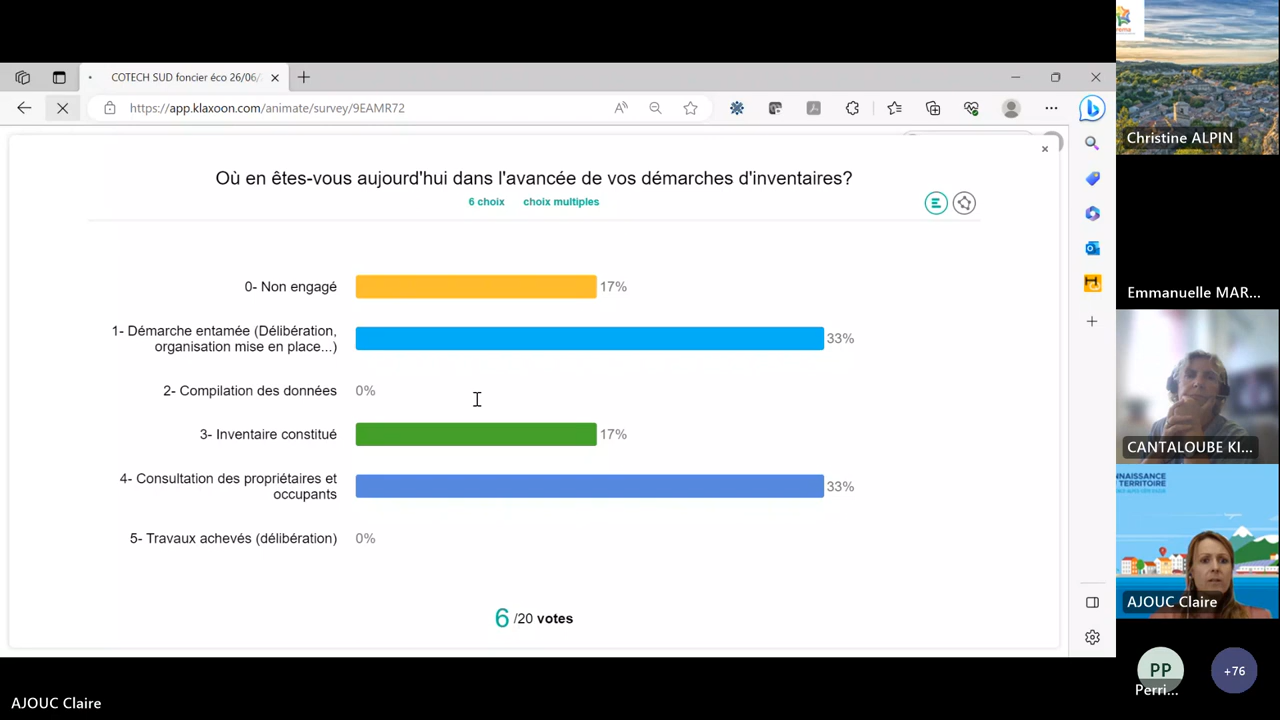 COTECH SUD foncier éco 26/06/
https://app.klaxoon.com/animate/survey/9EAMR72
Où en êtes-vous aujourd'hui dans l'avancée de vos démarches d'inventaires?
6 choix choix multiples
0- Non engagé 17%
1- Démarche entamée (Délibération,
organisation mise en place...) 33%
2- Compilation des données 0%
3- Inventaire constitué 17%
4- Consultation des propriétaires et
occupants 33%
5- Travaux achevés (délibération) 0%
6 /20 votes
Christine ALPIN
Emmanuelle MAR...
CANTALOUBE KI...
AJOUC Claire
PP
Perri...
+76
AJOUC Claire